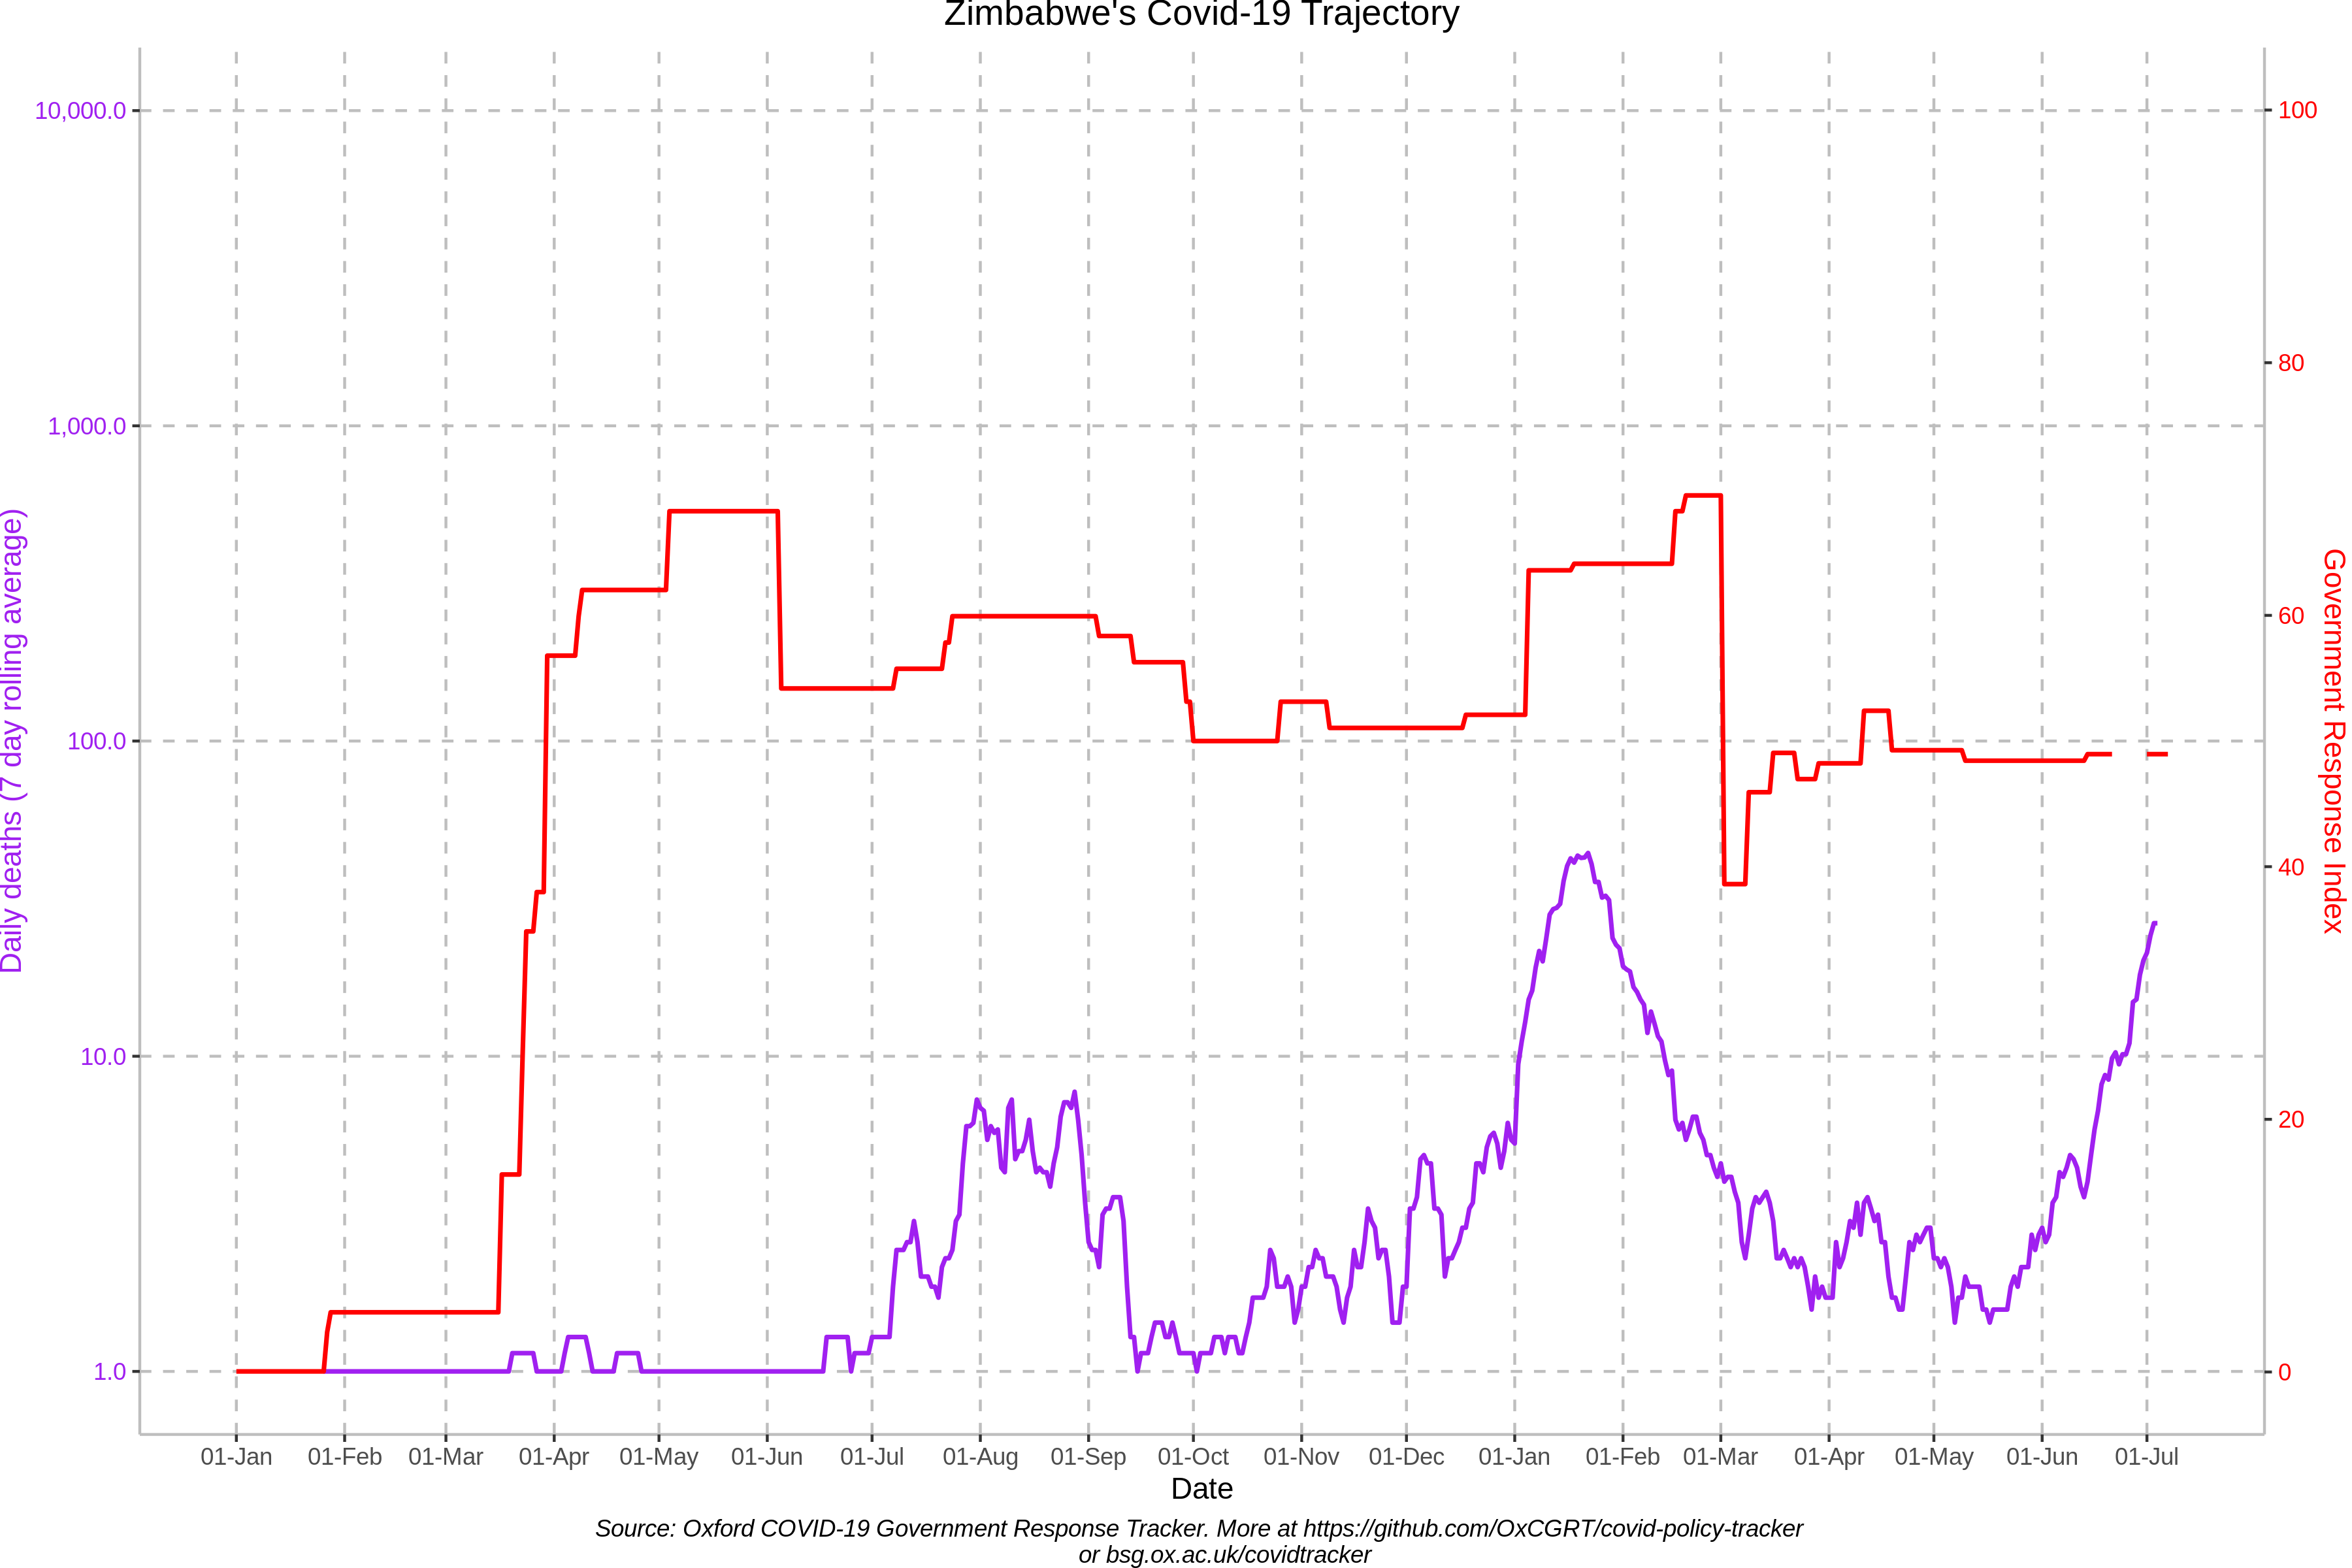 Zimbabwe's Covid-19 Trajectory
10,000.0
1,000.0
100.0
10.0
1.0
Daily deaths (7 day rolling average)
100
80
60
40
20
0
Government Response Index
01-Jan 01-Feb 01-Mar 01-Apr 01-May 01-Jun 01-Jul 01-Aug 01-Sep 01-Oct 01-Nov 01-Dec 01-Jan 01-Feb 01-Mar 01-Apr 01-May 01-Jun 01-Jul
Date
Source: Oxford COVID-19 Government Response Tracker. More at https://github.com/OxCGRT/covid-policy-tracker
or bsg.ox.ac.uk/covidtracker